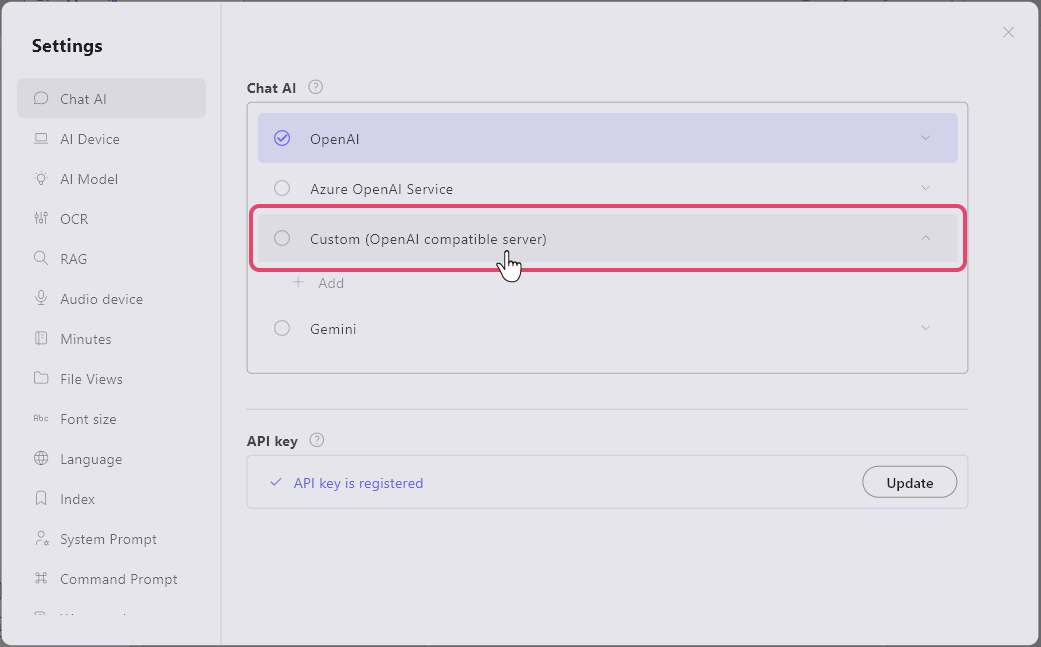 Settings
Chat AI
AI Device
AI Model
OCR
RAG
Audio device
Minutes
File Views
Abc Font size
Language
Index
System Prompt
Command Prompt
Chat AI ?
OpenAI
Azure OpenAI Service
Custom (OpenAI compatible server)
Add
Gemini
API key ?
API key is registered
Update